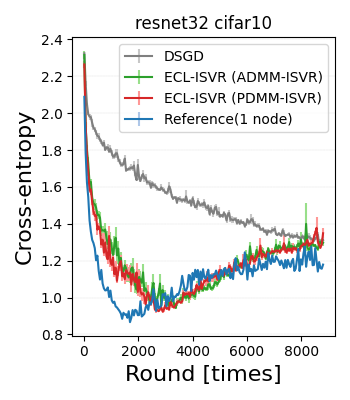 resnet32 cifar10
DSGD
ECL-ISVR (ADMM-ISVR)
ECL-ISVR (PDMM-ISVR)
Reference(1 node)
Cross-entropy
2.4
2.2
2.0
1.8
1.6
1.4
1.2
1.0
0.8
0 2000 4000 6000 8000
Round [times]